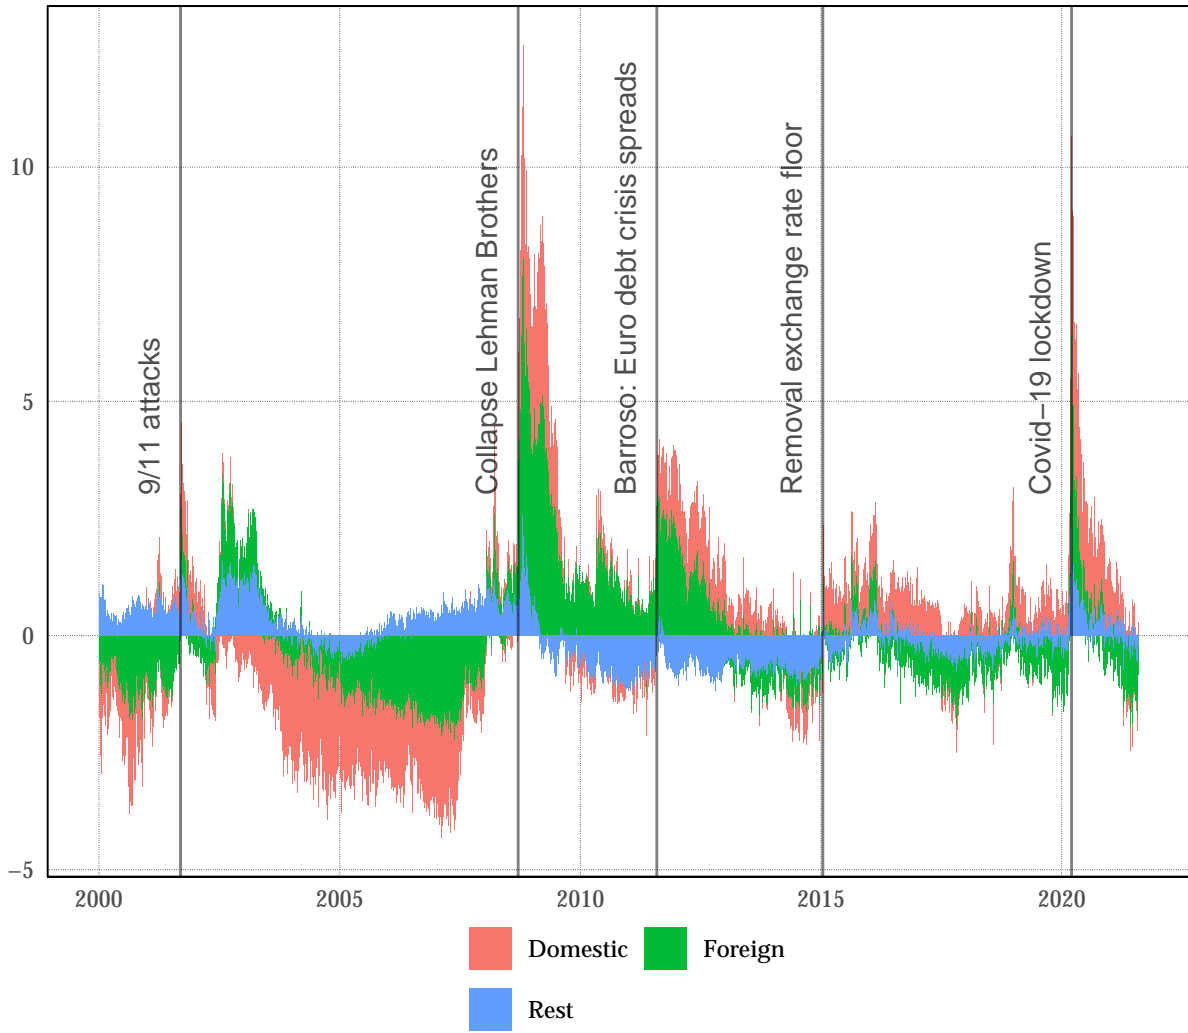 10
5
0
−5
9/11 attacks
Collapse Lehman Brothers
Barroso: Euro debt crisis spreads
Removal exchange rate floor
Covid−19 lockdown
2000
2005
2010
2015
2020
Domestic
Foreign
Rest